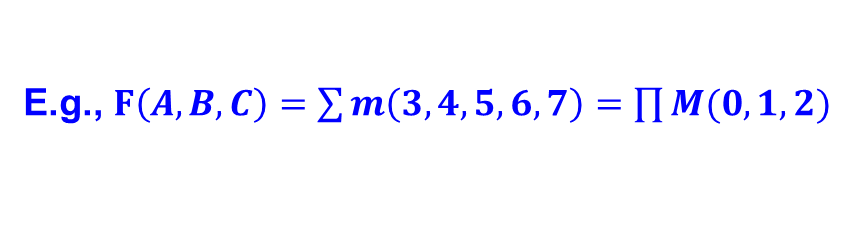 E.g., F(A, B, C) = ∑ m(3, 4, 5, 6, 7) = ∏ M(0, 1, 2)